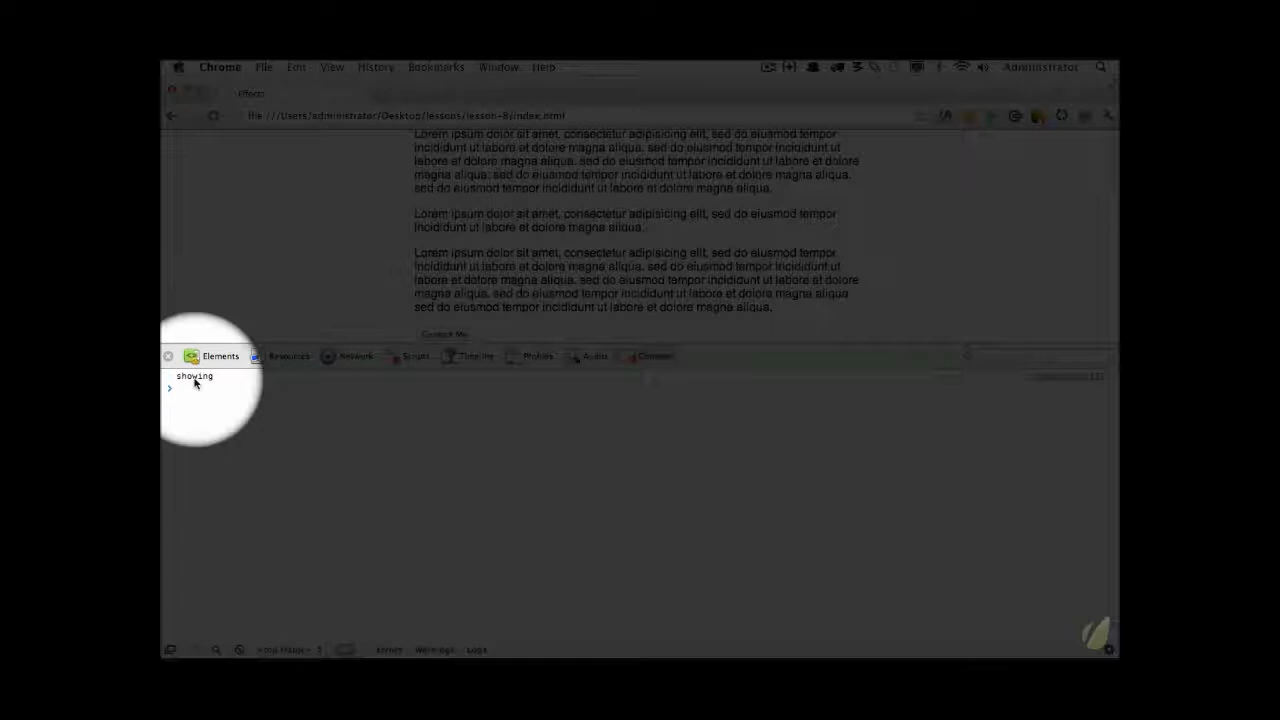 Chrome File Edit View History Bookmarks Window Help Administrator
Effects
file:///Users/administrator/Desktop/lessons/lesson-8/index.html
Lorem ipsum dolor sit amet, consectetur adipisicing elit, sed do eiusmod tempor
incididunt ut labore et dolore magna aliqua. sed do eiusmod tempor incididunt ut
labore et dolore magna aliqua. sed do eiusmod tempor incididunt ut labore et dolore
magna aliqua. sed do eiusmod tempor incididunt ut labore et dolore magna aliqua.
sed do eiusmod tempor incididunt ut labore et dolore magna aliqua.
Lorem ipsum dolor sit amet, consectetur adipisicing elit, sed do eiusmod tempor
incididunt ut labore et dolore magna aliqua.
Lorem ipsum dolor sit amet, consectetur adipisicing elit, sed do eiusmod tempor
incididunt ut labore et dolore magna aliqua. sed do eiusmod tempor incididunt ut
labore et dolore magna aliqua. sed do eiusmod tempor incididunt ut labore et dolore
magna aliqua. sed do eiusmod tempor incididunt ut labore et dolore magna aliqua.
sed do eiusmod tempor incididunt ut labore et dolore magna aliqua.
Contact Me
Elements Resources Network Scripts Timeline Profiles Audits Console
showing
<top frame> Errors Warnings Logs